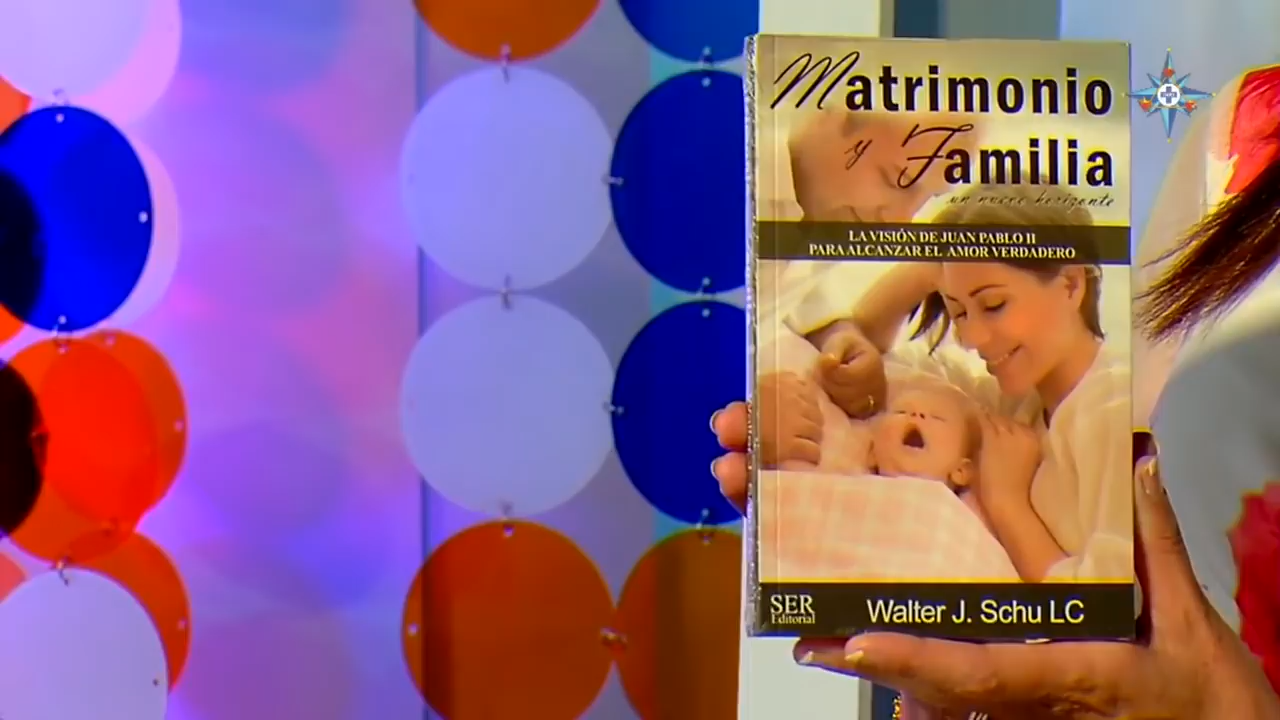 Matrimonio
y Familia
un nuevo horizonte
LA VISIÓN DE JUAN PABLO II
PARA ALCANZAR EL AMOR VERDADERO
SER
Editorial
Walter J. Schu LC